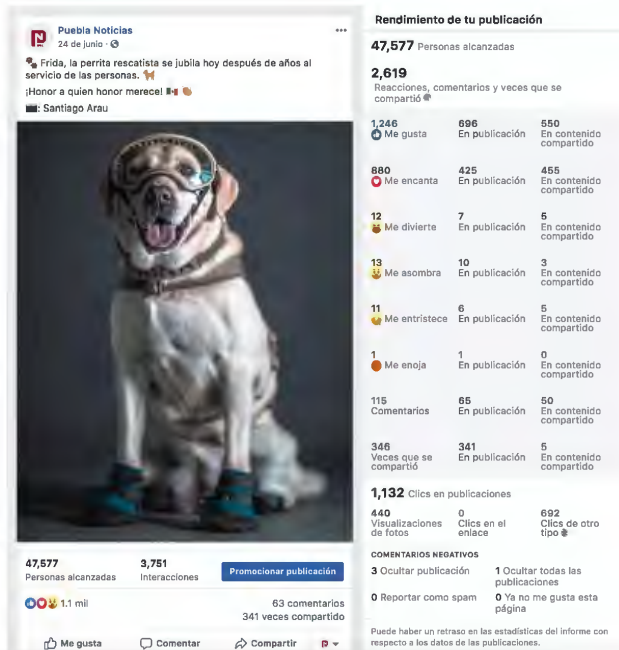 Puebla Noticias
24 de junio ·
Frida, la perrita rescatista se jubila hoy después de años al
servicio de las personas.
¡Honor a quien honor merece!
: Santiago Arau
47,577
Personas alcanzadas
3,751
Interacciones
Promocionar publicación
1.1 mil
63 comentarios
341 veces compartido
Me gusta
Comentar
Compartir
Rendimiento de tu publicación
47,577 Personas alcanzadas
2,619
Reacciones, comentarios y veces que se
compartió
1,246 696 550
Me gusta En publicación En contenido
compartido
880 425 455
Me encanta En publicación En contenido
compartido
12 7 5
Me divierte En publicación En contenido
compartido
13 10 3
Me asombra En publicación En contenido
compartido
11 6 5
Me entristece En publicación En contenido
compartido
1 1 0
Me enoja En publicación En contenido
compartido
115 65 50
Comentarios En publicación En contenido
compartido
346 341 5
Veces que se En publicación En contenido
compartió compartido
1,132 Clics en publicaciones
440 0 692
Visualizaciones Clics en el Clics de otro
de fotos enlace tipo
COMENTARIOS NEGATIVOS
3 Ocultar publicación 1 Ocultar todas las
publicaciones
0 Reportar como spam 0 Ya no me gusta esta
página
Puede haber un retraso en las estadísticas del informe con
respecto a los datos de las publicaciones.